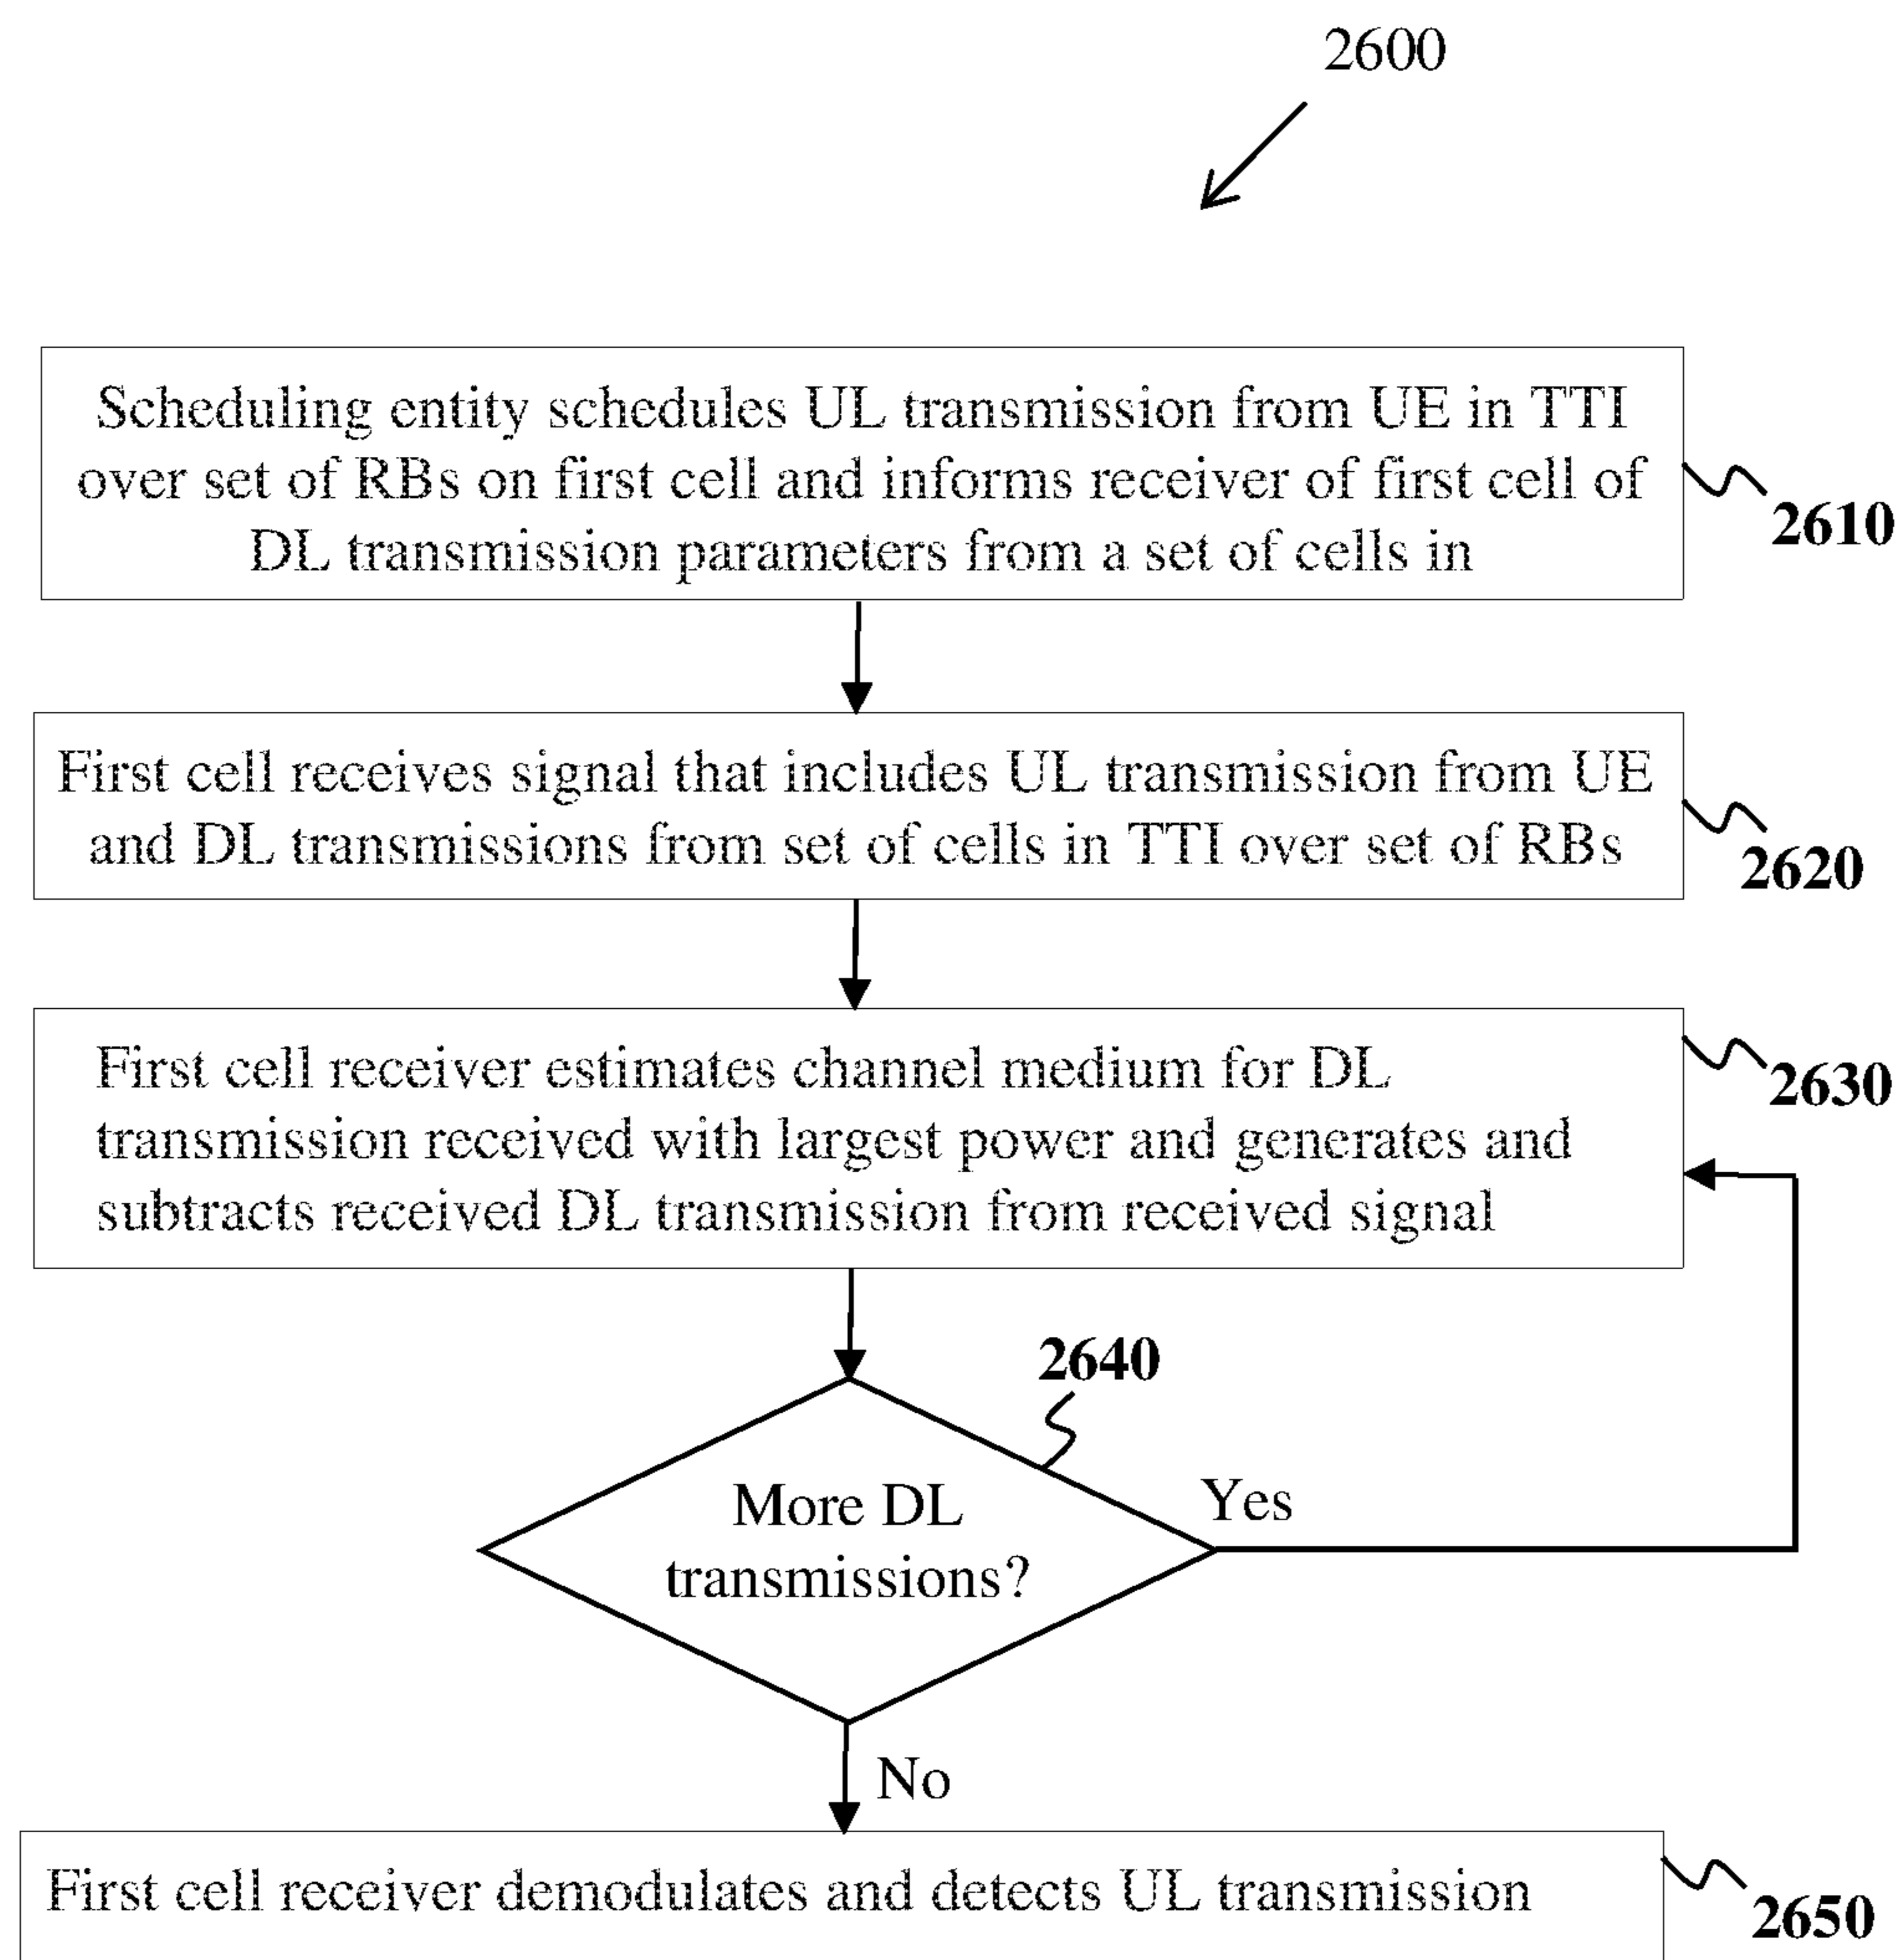 2600
Scheduling entity schedules UL transmission from UE in TTI
over set of RBs on first cell and informs receiver of first cell of
DL transmission parameters from a set of cells in
2610
First cell receives signal that includes UL transmission from UE
and DL transmissions from set of cells in TTI over set of RBs
2620
First cell receiver estimates channel medium for DL
transmission received with largest power and generates and
subtracts received DL transmission from received signal
2630
2640
More DL
transmissions?
Yes
No
First cell receiver demodulates and detects UL transmission
2650